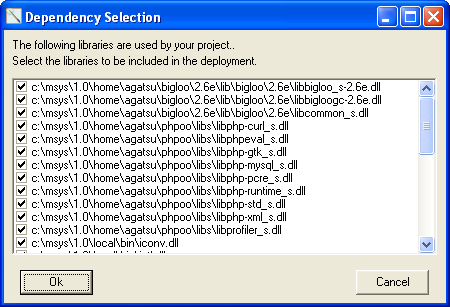 Dependency Selection
The following libraries are used by your project..
Select the libraries to be included in the deployment.
c:\msys\1.0\home\agatsu\bigloo\2.6e\lib\bigloo\2.6e\libbigloo_s-2.6e.dll
c:\msys\1.0\home\agatsu\bigloo\2.6e\lib\bigloo\2.6e\libbigloogc-2.6e.dll
c:\msys\1.0\home\agatsu\bigloo\2.6e\lib\bigloo\2.6e\libcommon_s.dll
c:\msys\1.0\home\agatsu\phpoo\libs\libphp-curl_s.dll
c:\msys\1.0\home\agatsu\phpoo\libs\libphpeval_s.dll
c:\msys\1.0\home\agatsu\phpoo\libs\libphp-gtk_s.dll
c:\msys\1.0\home\agatsu\phpoo\libs\libphp-mysql_s.dll
c:\msys\1.0\home\agatsu\phpoo\libs\libphp-pcre_s.dll
c:\msys\1.0\home\agatsu\phpoo\libs\libphp-runtime_s.dll
c:\msys\1.0\home\agatsu\phpoo\libs\libphp-std_s.dll
c:\msys\1.0\home\agatsu\phpoo\libs\libphp-xml_s.dll
c:\msys\1.0\home\agatsu\phpoo\libs\libprofiler_s.dll
c:\msys\1.0\local\bin\iconv.dll
Ok Cancel